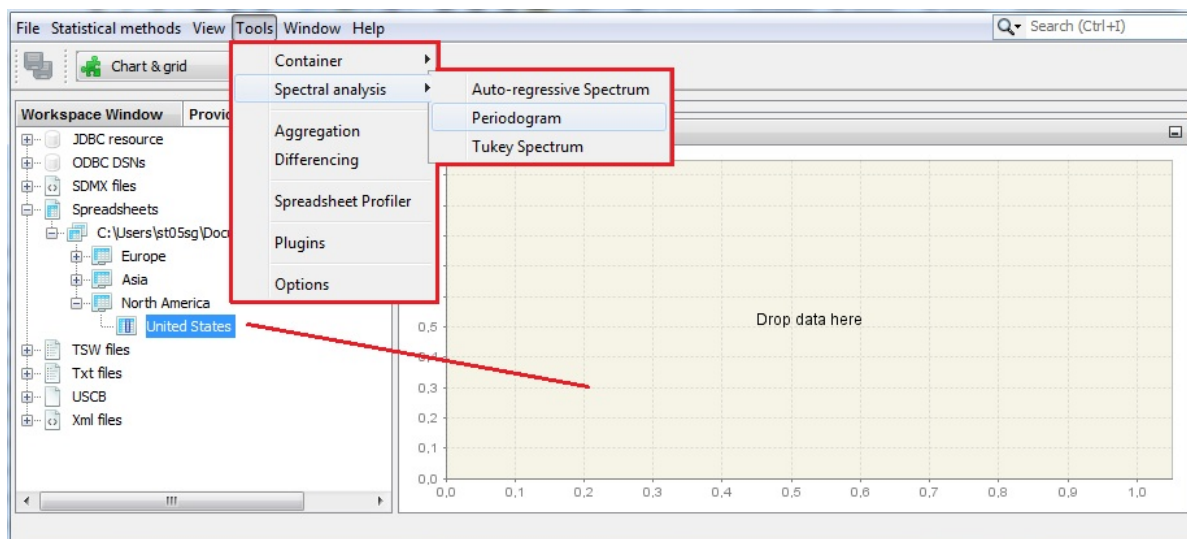 File Statistical methods View Tools Window Help
Search (Ctrl+I)
Chart & grid
Container
Spectral analysis
Aggregation
Differencing
Spreadsheet Profiler
Plugins
Options
Auto-regressive Spectrum
Periodogram
Tukey Spectrum
Workspace Window
JDBC resource
ODBC DSNs
SDMX files
Spreadsheets
C:\Users\st05sg\
Europe
Asia
North America
United States
TSW files
Txt files
USCB
Xml files
Drop data here
0,5
0,4
0,3
0,2
0,1
0,0
0,0 0,1 0,2 0,3 0,4 0,5 0,6 0,7 0,8 0,9 1,0